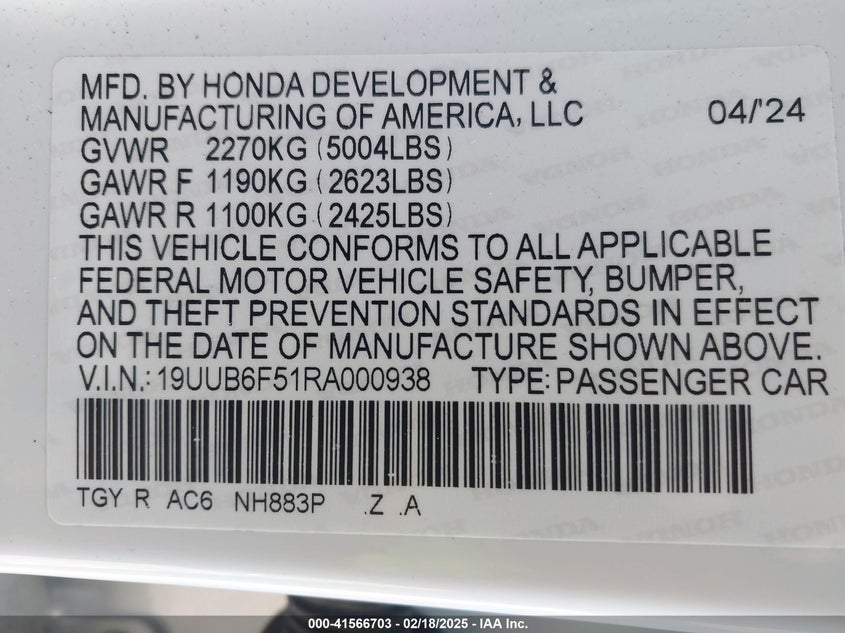 MFD. BY HONDA DEVELOPMENT &
MANUFACTURING OF AMERICA, LLC 04/'24
GVWR 2270KG (5004LBS)
GAWR F 1190KG (2623LBS)
GAWR R 1100KG (2425LBS)
THIS VEHICLE CONFORMS TO ALL APPLICABLE
FEDERAL MOTOR VEHICLE SAFETY, BUMPER,
AND THEFT PREVENTION STANDARDS IN EFFECT
ON THE DATE OF MANUFACTURE SHOWN ABOVE.
V.I.N.: 19UUB6F51RA000938 TYPE: PASSENGER CAR
TGY R AC6 NH883P .Z .A
000-41566703 / 02/18/2025 - IAA Inc.